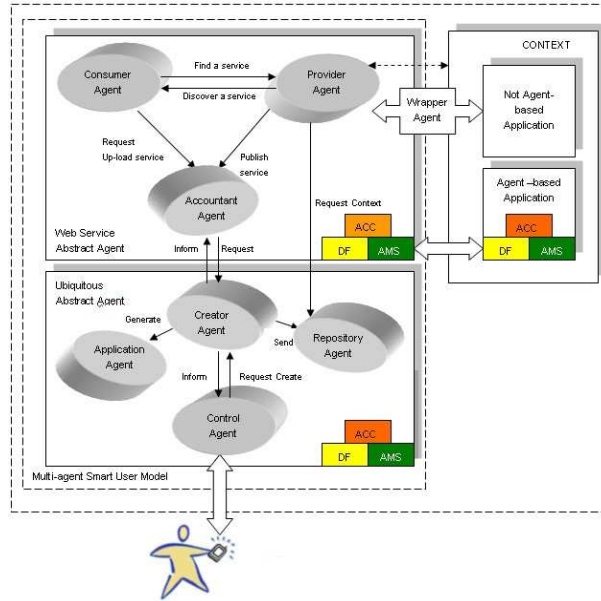 CONTEXT
Consumer
Agent
Find a service
Discover a service
Provider
Agent
Wrapper
Agent
Not Agent-
based
Application
Request
Up-load service
Publish
service
Accountant
Agent
Request Context
Agent –based
Application
Web Service
Abstract Agent
Inform
Request
ACC
DF
AMS
ACC
DF
AMS
Ubiquitous
Abstract Agent
Creator
Agent
Generate
Send
Repository
Agent
Application
Agent
Inform
Request Create
Control
Agent
ACC
DF
AMS
Multi-agent Smart User Model